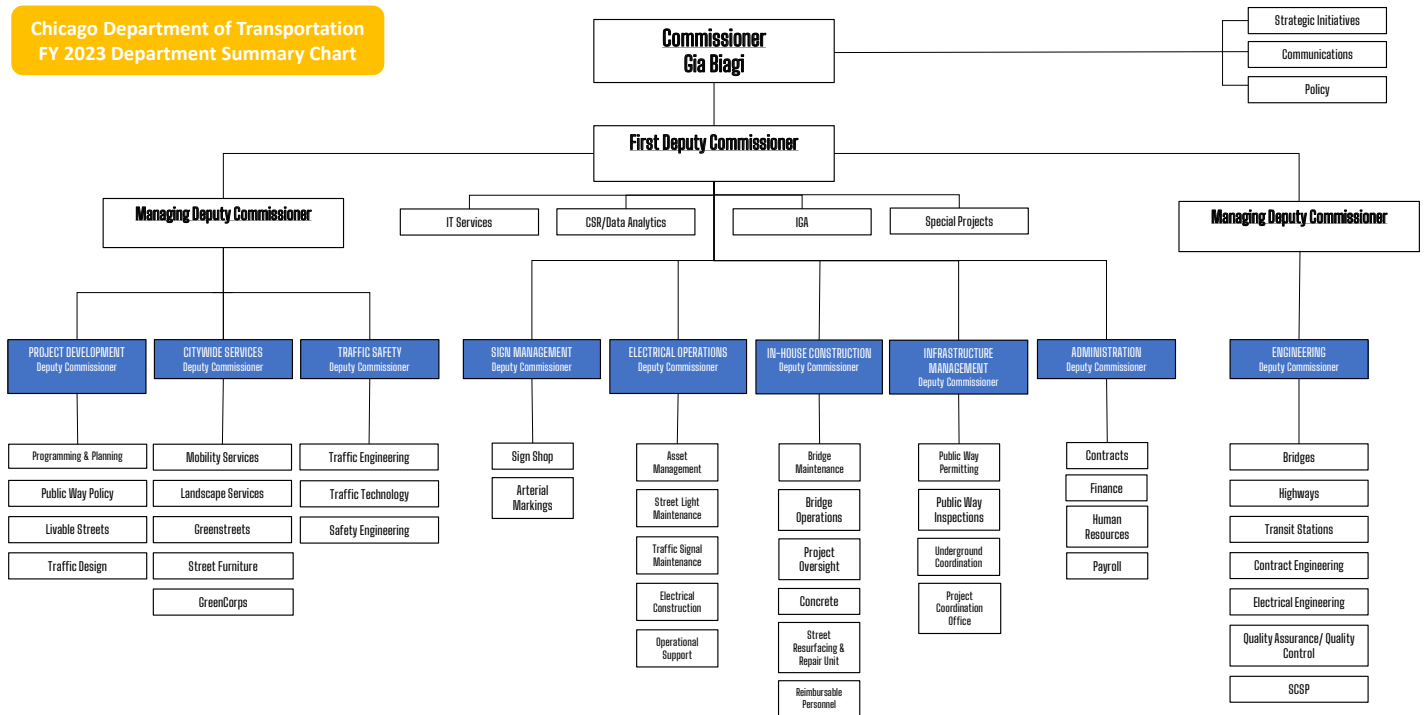 Chicago Department of Transportation
FY 2023 Department Summary Chart
Commissioner
Gia Biagi
Strategic Initiatives
Communications
Policy
First Deputy Commissioner
Managing Deputy Commissioner
IT Services
CSR/Data Analytics
IGA
Special Projects
Managing Deputy Commissioner
PROJECT DEVELOPMENT
Deputy Commissioner
Programming & Planning
Public Way Policy
Livable Streets
Traffic Design
CITYWIDE SERVICES
Deputy Commissioner
Mobility Services
Landscape Services
Greenstreets
Street Furniture
GreenCorps
TRAFFIC SAFETY
Deputy Commissioner
Traffic Engineering
Traffic Technology
Safety Engineering
SIGN MANAGEMENT
Deputy Commissioner
Sign Shop
Arterial
Markings
ELECTRICAL OPERATIONS
Deputy Commissioner
Asset
Management
Street Light
Maintenance
Traffic Signal
Maintenance
Electrical
Construction
Operational
Support
IN-HOUSE CONSTRUCTION
Deputy Commissioner
Bridge
Maintenance
Bridge
Operations
Project
Oversight
Concrete
Street
Resurfacing &
Repair Unit
Reimbursable
Personnel
INFRASTRUCTURE
MANAGEMENT
Deputy Commissioner
Public Way
Permitting
Public Way
Inspections
Underground
Coordination
Project
Coordination
Office
ADMINISTRATION
Deputy Commissioner
Contracts
Finance
Human
Resources
Payroll
ENGINEERING
Deputy Commissioner
Bridges
Highways
Transit Stations
Contract Engineering
Electrical Engineering
Quality Assurance/ Quality
Control
SCSP